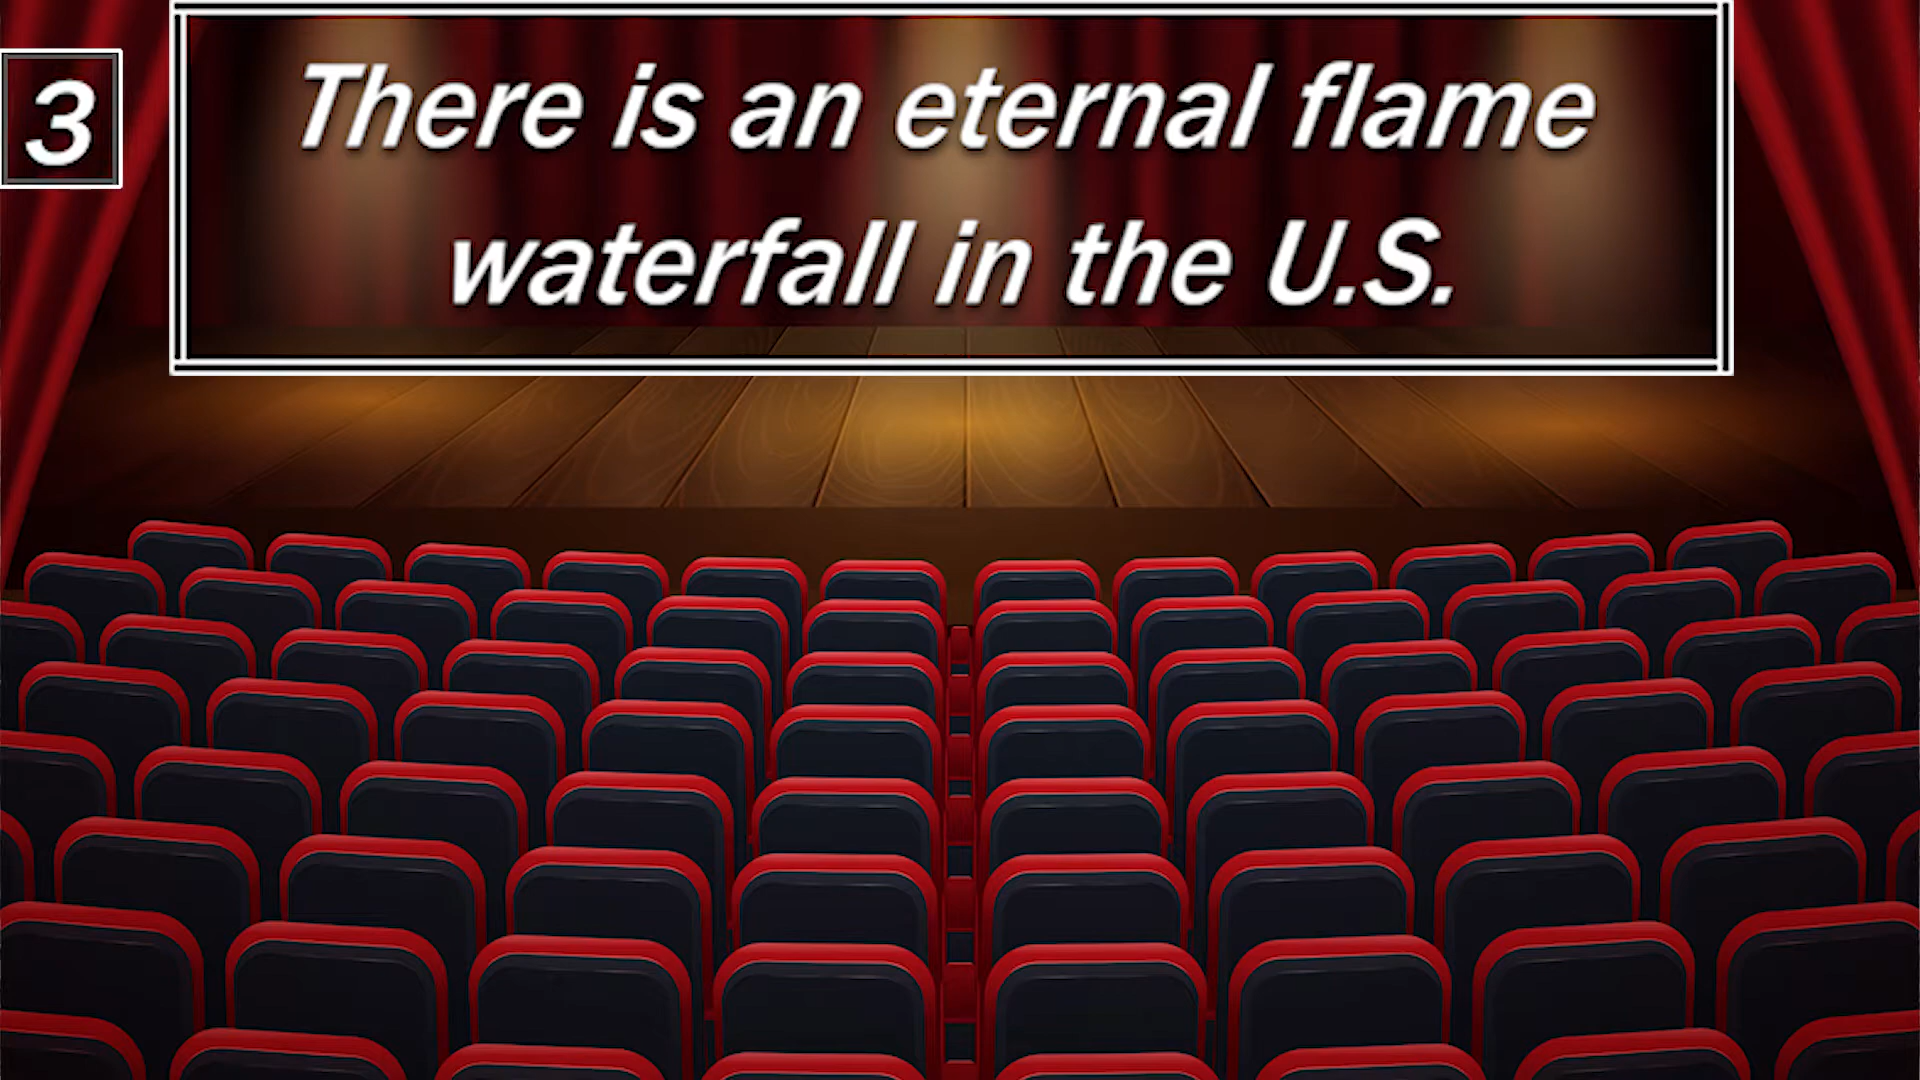 3
There is an eternal flame
waterfall in the U.S.